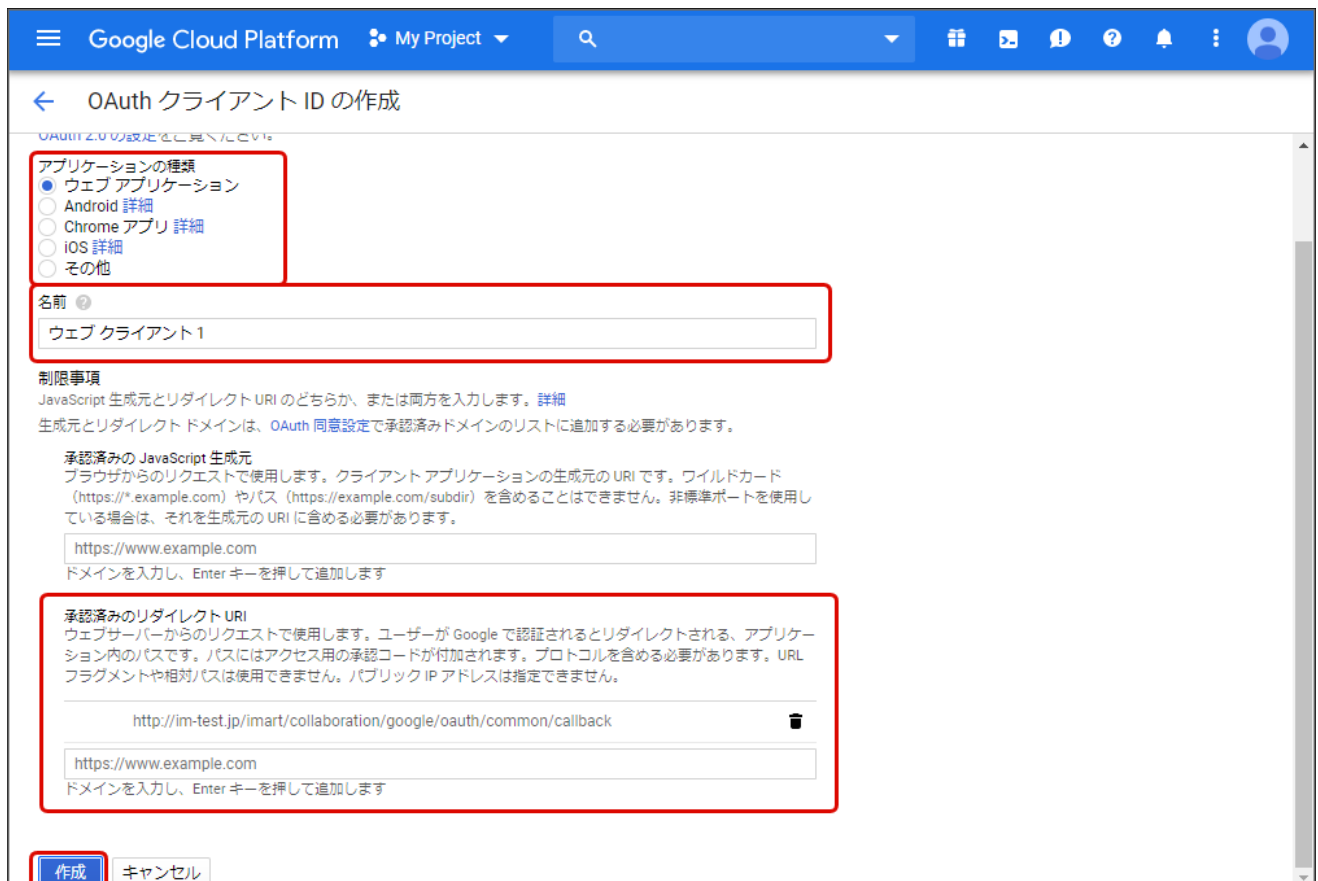 Google Cloud Platform My Project
OAuth クライアント ID の作成
OAuth 2.0 の設定をご覧ください。
アプリケーションの種類
ウェブ アプリケーション
Android 詳細
Chrome アプリ 詳細
iOS 詳細
その他
名前
ウェブ クライアント 1
制限事項
JavaScript 生成元とリダイレクト URI のどちらか、または両方を入力します。詳細
生成元とリダイレクト ドメインは、OAuth 同意設定で承認済みドメインのリストに追加する必要があります。
承認済みの JavaScript 生成元
ブラウザからのリクエストで使用します。クライアント アプリケーションの生成元の URI です。ワイルドカード
（https://*.example.com）やパス（https://example.com/subdir）を含めることはできません。非標準ポートを使用し
ている場合は、それを生成元の URI に含める必要があります。
https://www.example.com
ドメインを入力し、Enter キーを押して追加します
承認済みのリダイレクト URI
ウェブサーバーからのリクエストで使用します。ユーザーが Google で認証されるとリダイレクトされる、アプリケー
ション内のパスです。パスにはアクセス用の承認コードが付加されます。プロトコルを含める必要があります。URL
フラグメントや相対パスは使用できません。パブリック IP アドレスは指定できません。
http://im-test.jp/imart/collaboration/google/oauth/common/callback
https://www.example.com
ドメインを入力し、Enter キーを押して追加します
作成 キャンセル